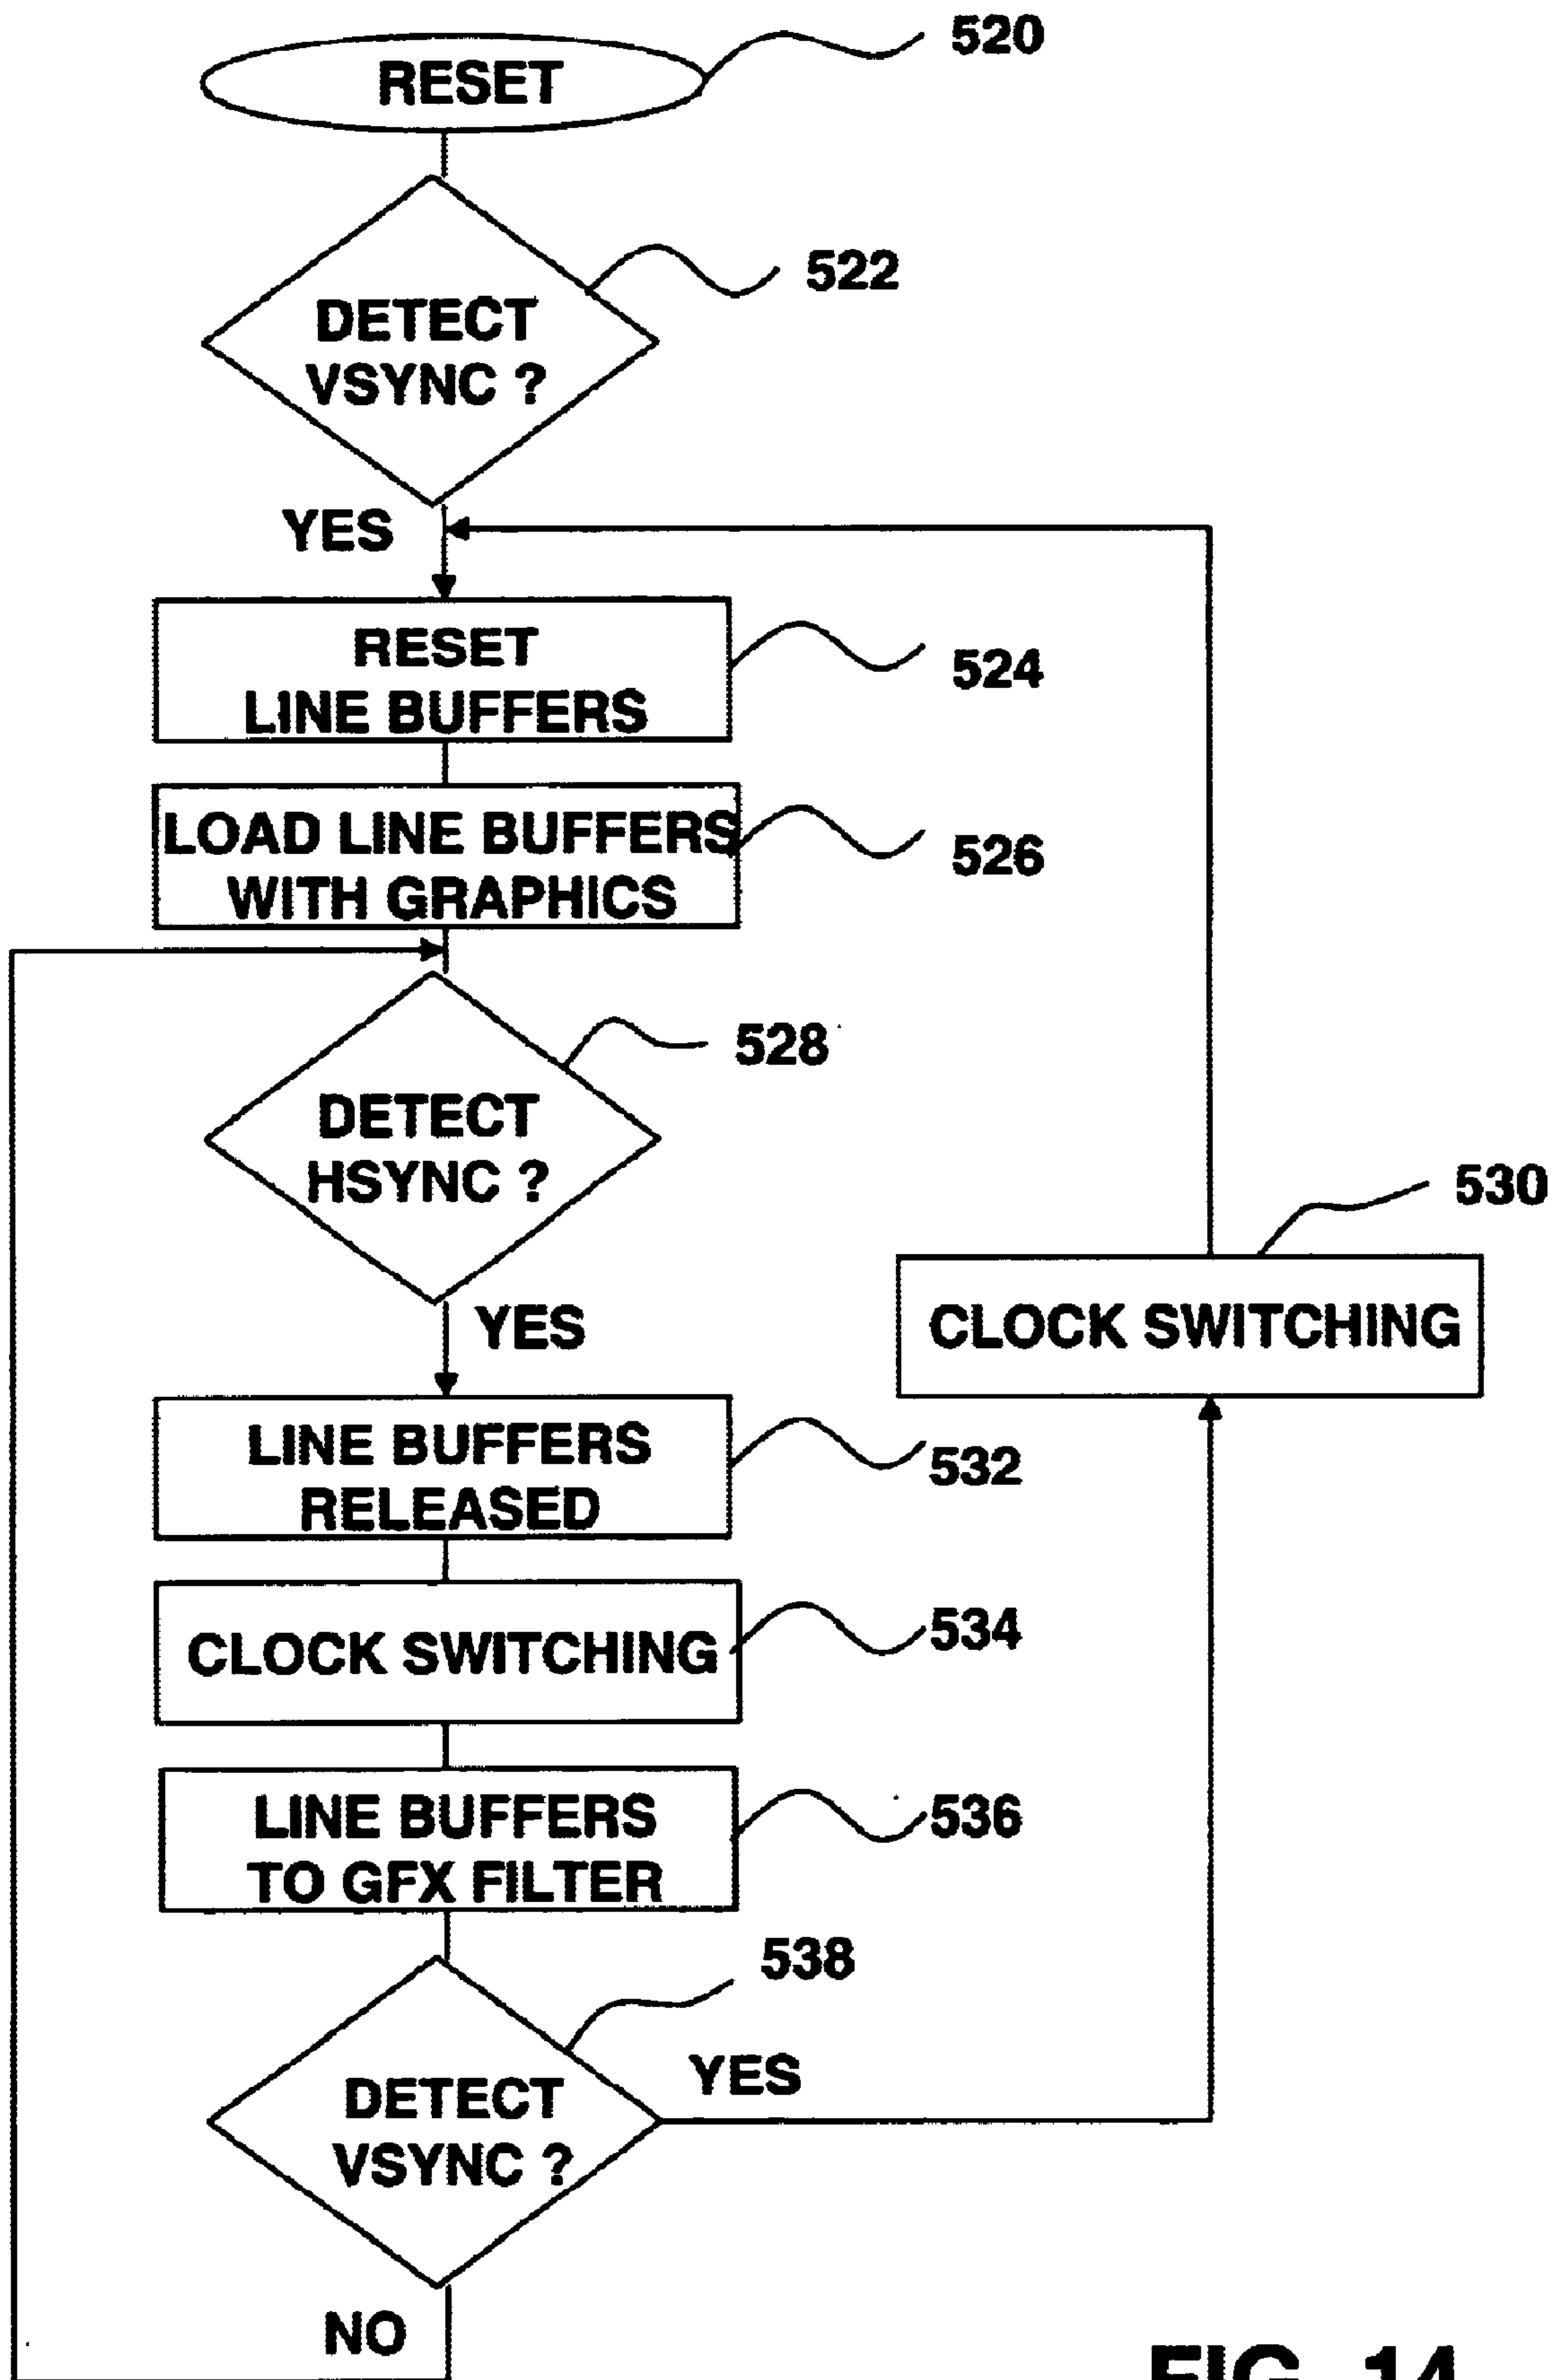 RESET
520
DETECT
VSYNC ?
522
YES
RESET
LINE BUFFERS
524
LOAD LINE BUFFERS
WITH GRAPHICS
526
DETECT
HSYNC ?
528
YES
530
CLOCK SWITCHING
LINE BUFFERS
RELEASED
532
CLOCK SWITCHING
534
LINE BUFFERS
TO GFX FILTER
536
538
DETECT
VSYNC ?
YES
NO
FIG. 14